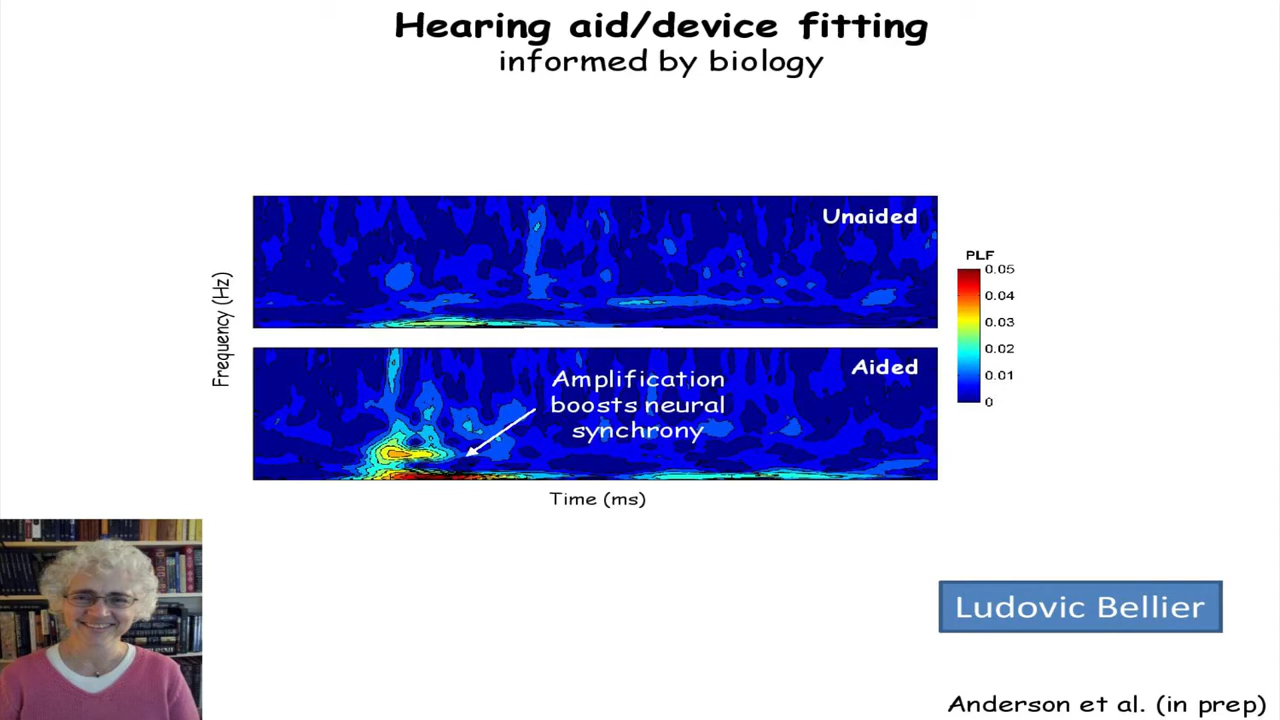 Hearing aid/device fitting
informed by biology
Unaided
PLF
0.05
0.04
0.03
0.02
0.01
0
Frequency (Hz)
Aided
Amplification
boosts neural
synchrony
Time (ms)
Ludovic Bellier
Anderson et al. (in prep)